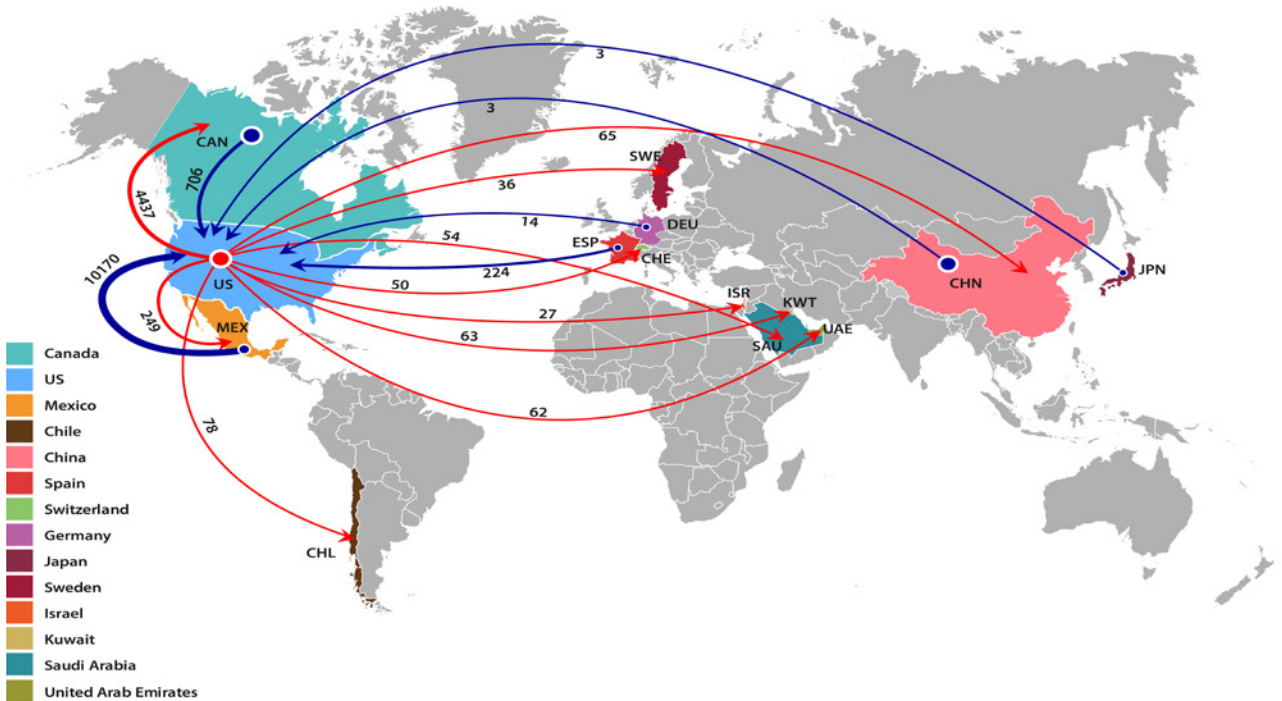 3
3
65
CAN
SWE
706
36
4437
14
DEU
54
ESP
CHE
10170
224
JPN
US
50
CHN
ISR
KWT
249
MEX
27
63
UAE
SAU
62
78
CHL
Canada
US
Mexico
Chile
China
Spain
Switzerland
Germany
Japan
Sweden
Israel
Kuwait
Saudi Arabia
United Arab Emirates